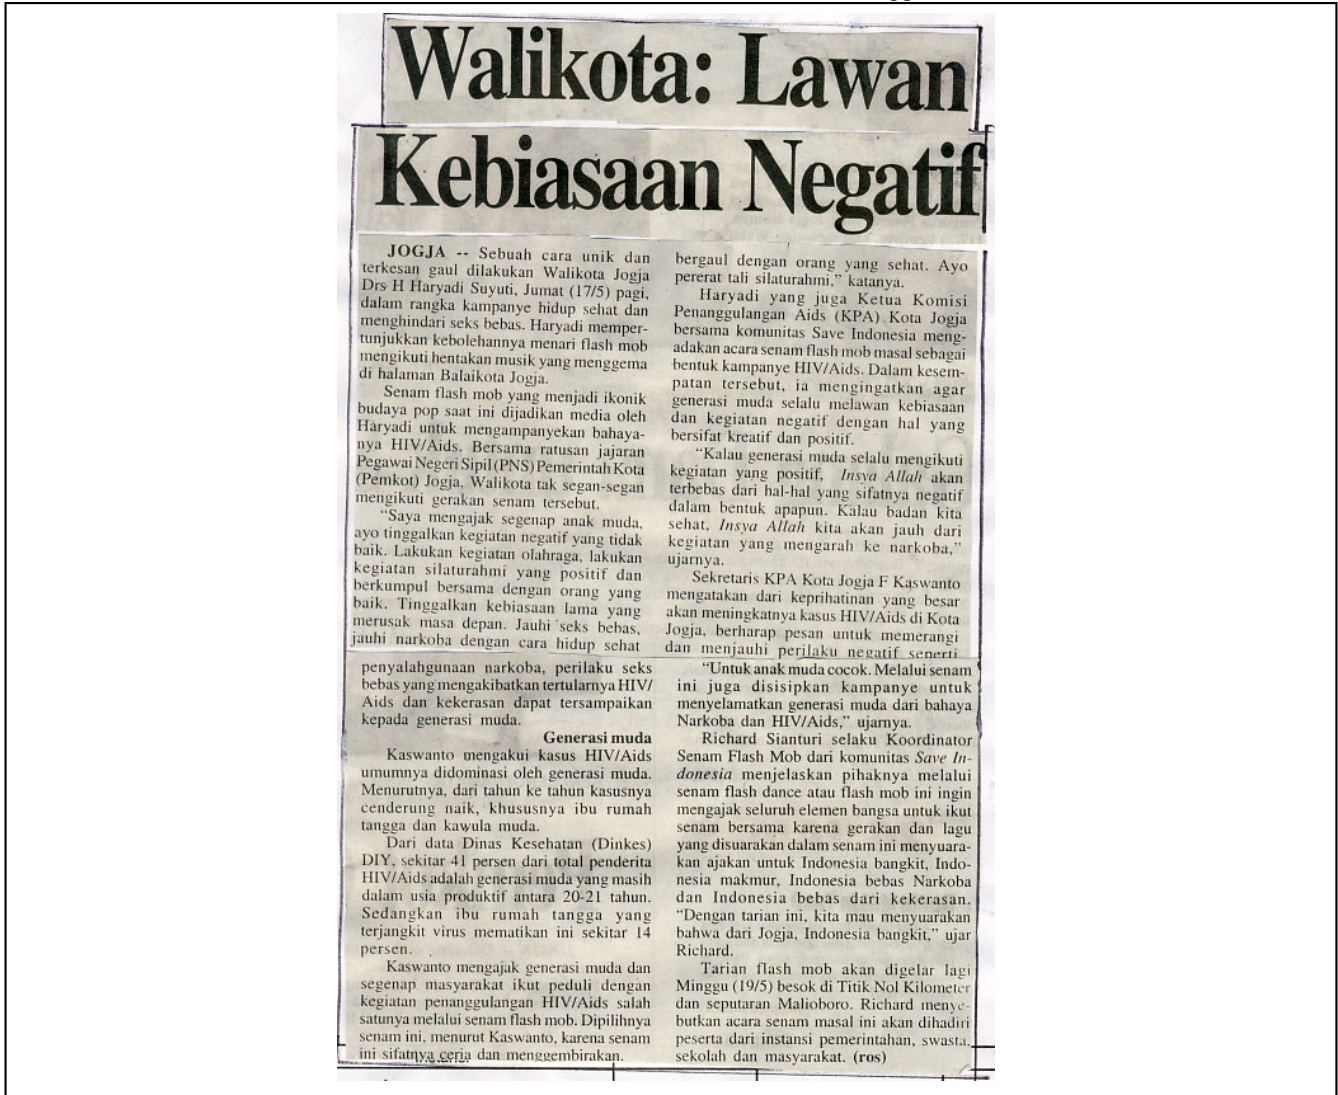 Walikota: Lawan
Kebiasaan Negatif
JOGJA -- Sebuah cara unik dan
terkesan gaul dilakukan Walikota Jogja
Drs H Haryadi Suyuti, Jumat (17/5) pagi,
dalam rangka kampanye hidup sehat dan
menghindari seks bebas. Haryadi memper-
tunjukkan kebolehannya menari flash mob
mengikuti hentakan musik yang menggema
di halaman Balaikota Jogja.
Senam flash mob yang menjadi ikonik
budaya pop saat ini dijadikan media oleh
Haryadi untuk mengampanyekan bahaya-
nya HIV/Aids. Bersama ratusan jajaran
Pegawai Negeri Sipil (PNS) Pemerintah Kota
(Pemkot) Jogja, Walikota tak segan-segan
mengikuti gerakan senam tersebut.
“Saya mengajak segenap anak muda,
ayo tinggalkan kegiatan negatif yang tidak
baik. Lakukan kegiatan olahraga, lakukan
kegiatan silaturahmi yang positif dan
berkumpul bersama dengan orang yang
baik. Tinggalkan kebiasaan lama yang
merusak masa depan. Jauhi seks bebas,
jauhi narkoba dengan cara hidup sehat
bergaul dengan orang yang sehat. Ayo
pererat tali silaturahmi,” katanya.
Haryadi yang juga Ketua Komisi
Penanggulangan Aids (KPA) Kota Jogja
bersama komunitas Save Indonesia meng-
adakan acara senam flash mob masal sebagai
bentuk kampanye HIV/Aids. Dalam kesem-
patan tersebut, ia mengingatkan agar
generasi muda selalu melawan kebiasaan
dan kegiatan negatif dengan hal yang
bersifat kreatif dan positif.
“Kalau generasi muda selalu mengikuti
kegiatan yang positif, Insya Allah akan
terbebas dari hal-hal yang sifatnya negatif
dalam bentuk apapun. Kalau badan kita
sehat, Insya Allah kita akan jauh dari
kegiatan yang mengarah ke narkoba,”
ujarnya.
Sekretaris KPA Kota Jogja F Kaswanto
mengatakan dari keprihatinan yang besar
akan meningkatnya kasus HIV/Aids di Kota
Jogja, berharap pesan untuk memerangi
dan menjauhi perilaku negatif seperti
penyalahgunaan narkoba, perilaku seks
bebas yang mengakibatkan tertularnya HIV/
Aids dan kekerasan dapat tersampaikan
kepada generasi muda.
Generasi muda
Kaswanto mengakui kasus HIV/Aids
umumnya didominasi oleh generasi muda.
Menurutnya, dari tahun ke tahun kasusnya
cenderung naik, khususnya ibu rumah
tangga dan kawula muda.
Dari data Dinas Kesehatan (Dinkes)
DIY, sekitar 41 persen dari total penderita
HIV/Aids adalah generasi muda yang masih
dalam usia produktif antara 20-21 tahun.
Sedangkan ibu rumah tangga yang
terjangkit virus mematikan ini sekitar 14
persen.
Kaswanto mengajak generasi muda dan
segenap masyarakat ikut peduli dengan
kegiatan penanggulangan HIV/Aids salah
satunya melalui senam flash mob. Dipilihnya
senam ini, menurut Kaswanto, karena senam
ini sifatnya ceria dan menggembirakan.
“Untuk anak muda cocok. Melalui senam
ini juga disisipkan kampanye untuk
menyelamatkan generasi muda dari bahaya
Narkoba dan HIV/Aids,” ujarnya.
Richard Sianturi selaku Koordinator
Senam Flash Mob dari komunitas Save In-
donesia menjelaskan pihaknya melalui
senam flash dance atau flash mob ini ingin
mengajak seluruh elemen bangsa untuk ikut
senam bersama karena gerakan dan lagu
yang disuarakan dalam senam ini menyuara-
kan ajakan untuk Indonesia bangkit, Indo-
nesia makmur, Indonesia bebas Narkoba
dan Indonesia bebas dari kekerasan.
“Dengan tarian ini, kita mau menyuarakan
bahwa dari Jogja, Indonesia bangkit,” ujar
Richard.
Tarian flash mob akan digelar lagi
Minggu (19/5) besok di Titik Nol Kilometer
dan seputaran Malioboro. Richard menye-
butkan acara senam masal ini akan dihadiri
peserta dari instansi pemerintahan, swasta,
sekolah dan masyarakat. (ros)